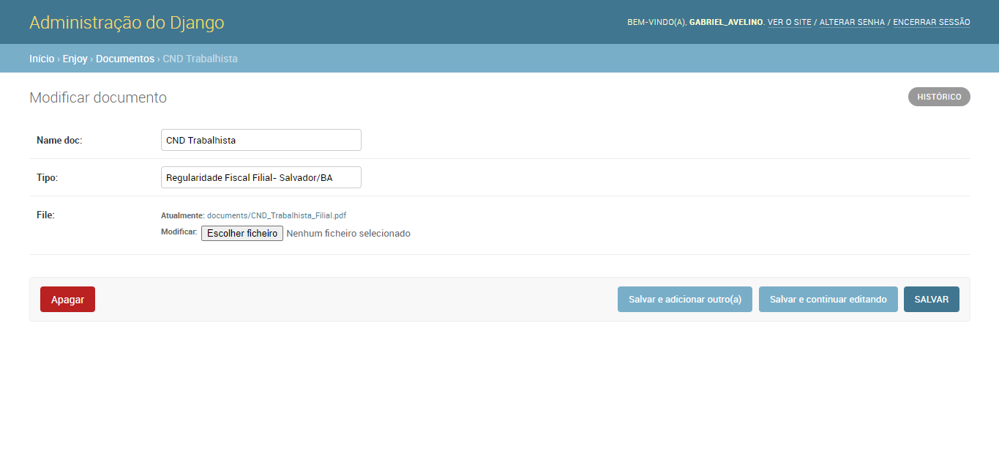 Administração do Django
BEM-VINDO(A), GABRIEL_AVELINO. VER O SITE / ALTERAR SENHA / ENCERRAR SESSÃO
Início › Enjoy › Documentos › CND Trabalhista
Modificar documento
HISTÓRICO
Name doc: CND Trabalhista
Tipo: Regularidade Fiscal Filial- Salvador/BA
File: Atualmente: documents/CND_Trabalhista_Filial.pdf
Modificar: Escolher ficheiro Nenhum ficheiro selecionado
Apagar Salvar e adicionar outro(a) Salvar e continuar editando SALVAR